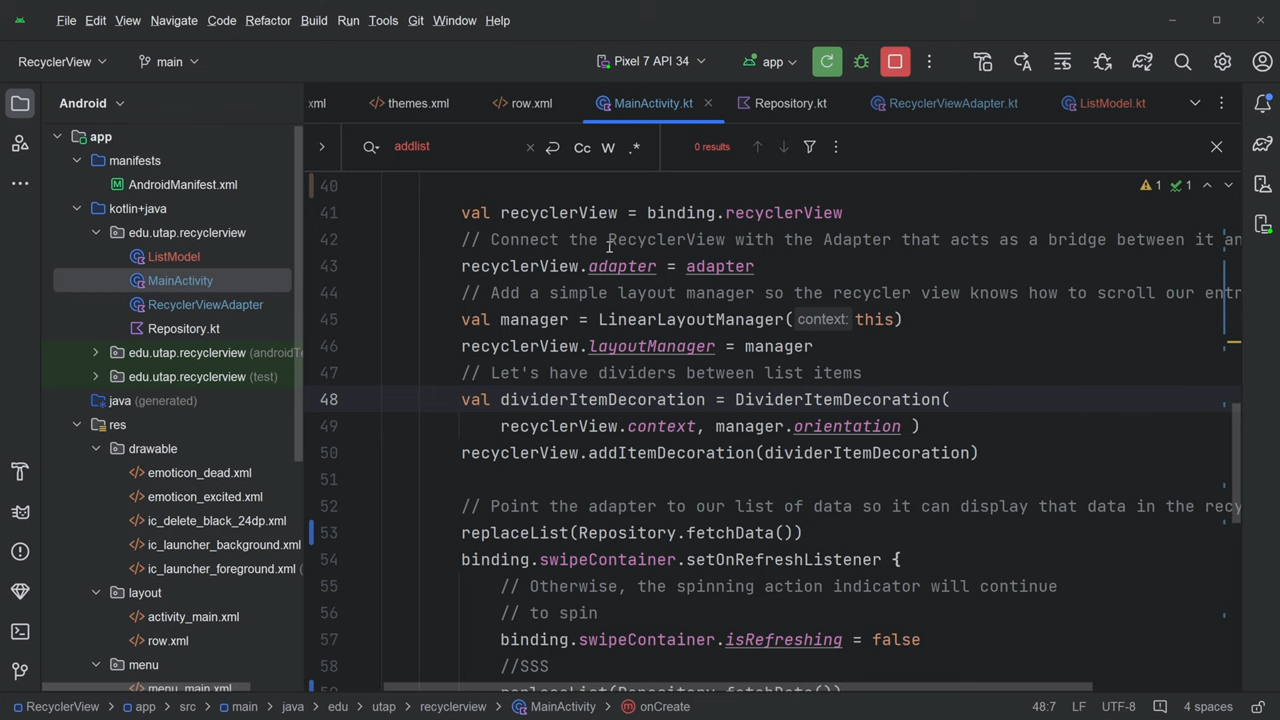 File Edit View Navigate Code Refactor Build Run Tools Git Window Help
RecyclerView main Pixel 7 API 34 app
Android
xml themes.xml row.xml MainActivity.kt Repository.kt RecyclerViewAdapter.kt ListModel.kt
addlist Cc W .* 0 results
app
manifests
AndroidManifest.xml
kotlin+java
edu.utap.recyclerview
ListModel
MainActivity
RecyclerViewAdapter
Repository.kt
edu.utap.recyclerview (androidTe
edu.utap.recyclerview (test)
java (generated)
res
drawable
emoticon_dead.xml
emoticon_excited.xml
ic_delete_black_24dp.xml
ic_launcher_background.xml
ic_launcher_foreground.xml (
layout
activity_main.xml
row.xml
menu
menu_main.xml
1 1
40
41 val recyclerView = binding.recyclerView
42 // Connect the RecyclerView with the Adapter that acts as a bridge between it an
43 recyclerView.adapter = adapter
44 // Add a simple layout manager so the recycler view knows how to scroll our entr
45 val manager = LinearLayoutManager( context: this)
46 recyclerView.layoutManager = manager
47 // Let's have dividers between list items
48 val dividerItemDecoration = DividerItemDecoration(
49 recyclerView.context, manager.orientation )
50 recyclerView.addItemDecoration(dividerItemDecoration)
51
52 // Point the adapter to our list of data so it can display that data in the recy
53 replaceList(Repository.fetchData())
54 binding.swipeContainer.setOnRefreshListener {
55 // Otherwise, the spinning action indicator will continue
56 // to spin
57 binding.swipeContainer.isRefreshing = false
58 //SSS
59 replaceList(Repository.fetchData())
RecyclerView > app > src > main > java > edu > utap > recyclerview > MainActivity > onCreate 48:7 LF UTF-8 4 spaces